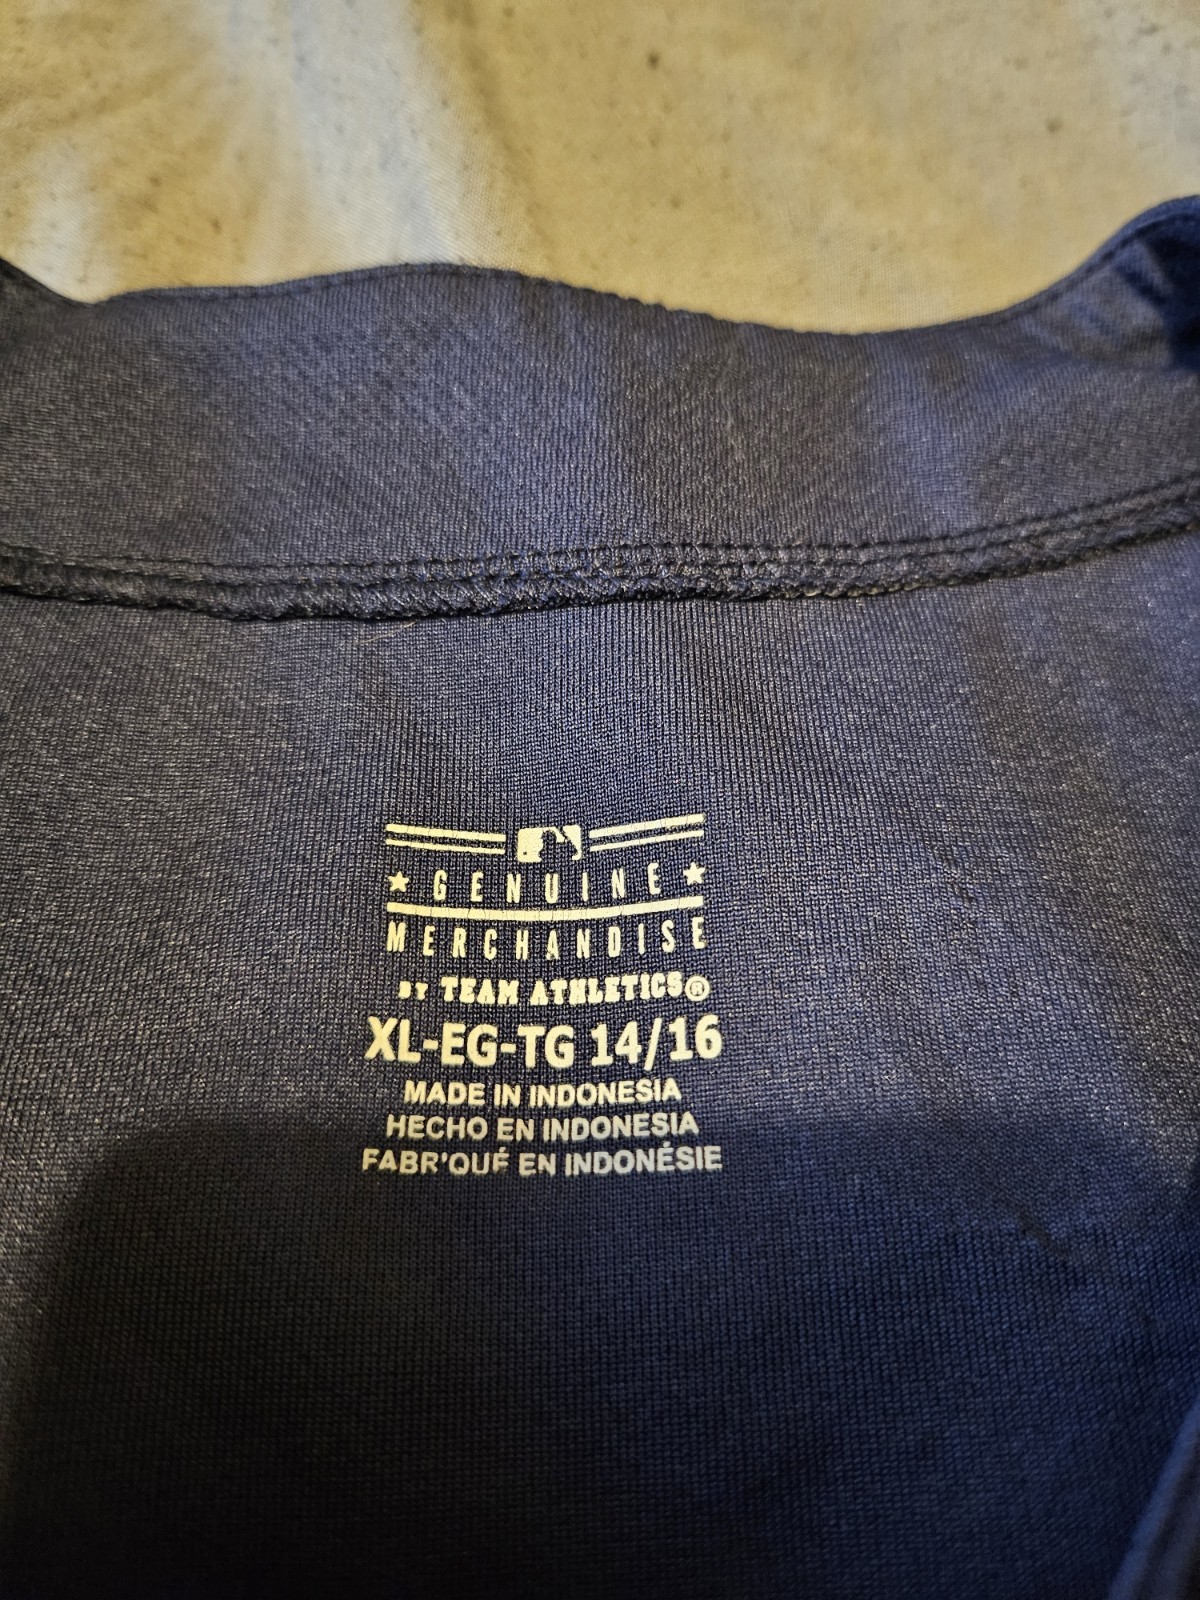 GENUINE
MERCHANDISE
BY TEAM ATHLETICS®
XL-EG-TG 14/16
MADE IN INDONESIA
HECHO EN INDONESIA
FABR'QUÉ EN INDONÉSIE